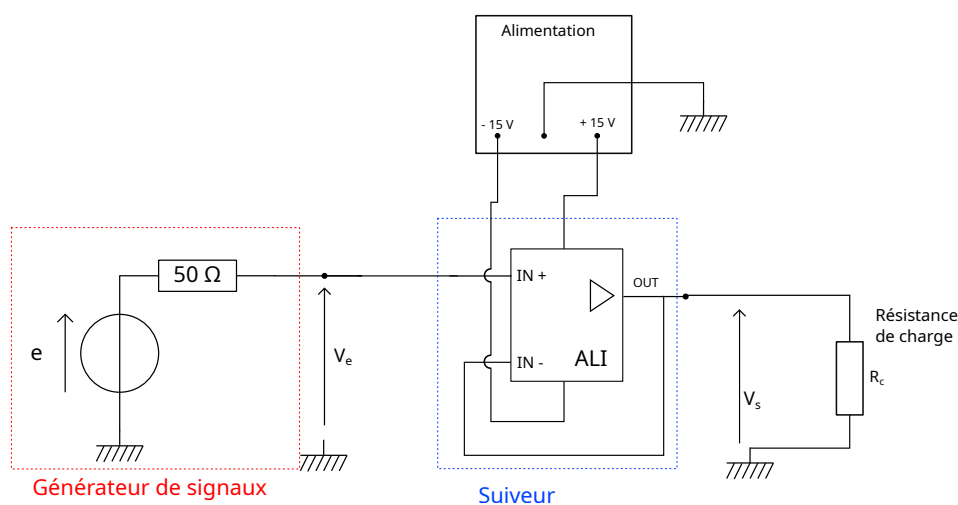 Alimentation
- 15 V
+ 15 V
50 Ω
IN +
OUT
Résistance
de charge
e
Ve
IN -
ALI
Rc
Vs
Générateur de signaux
Suiveur